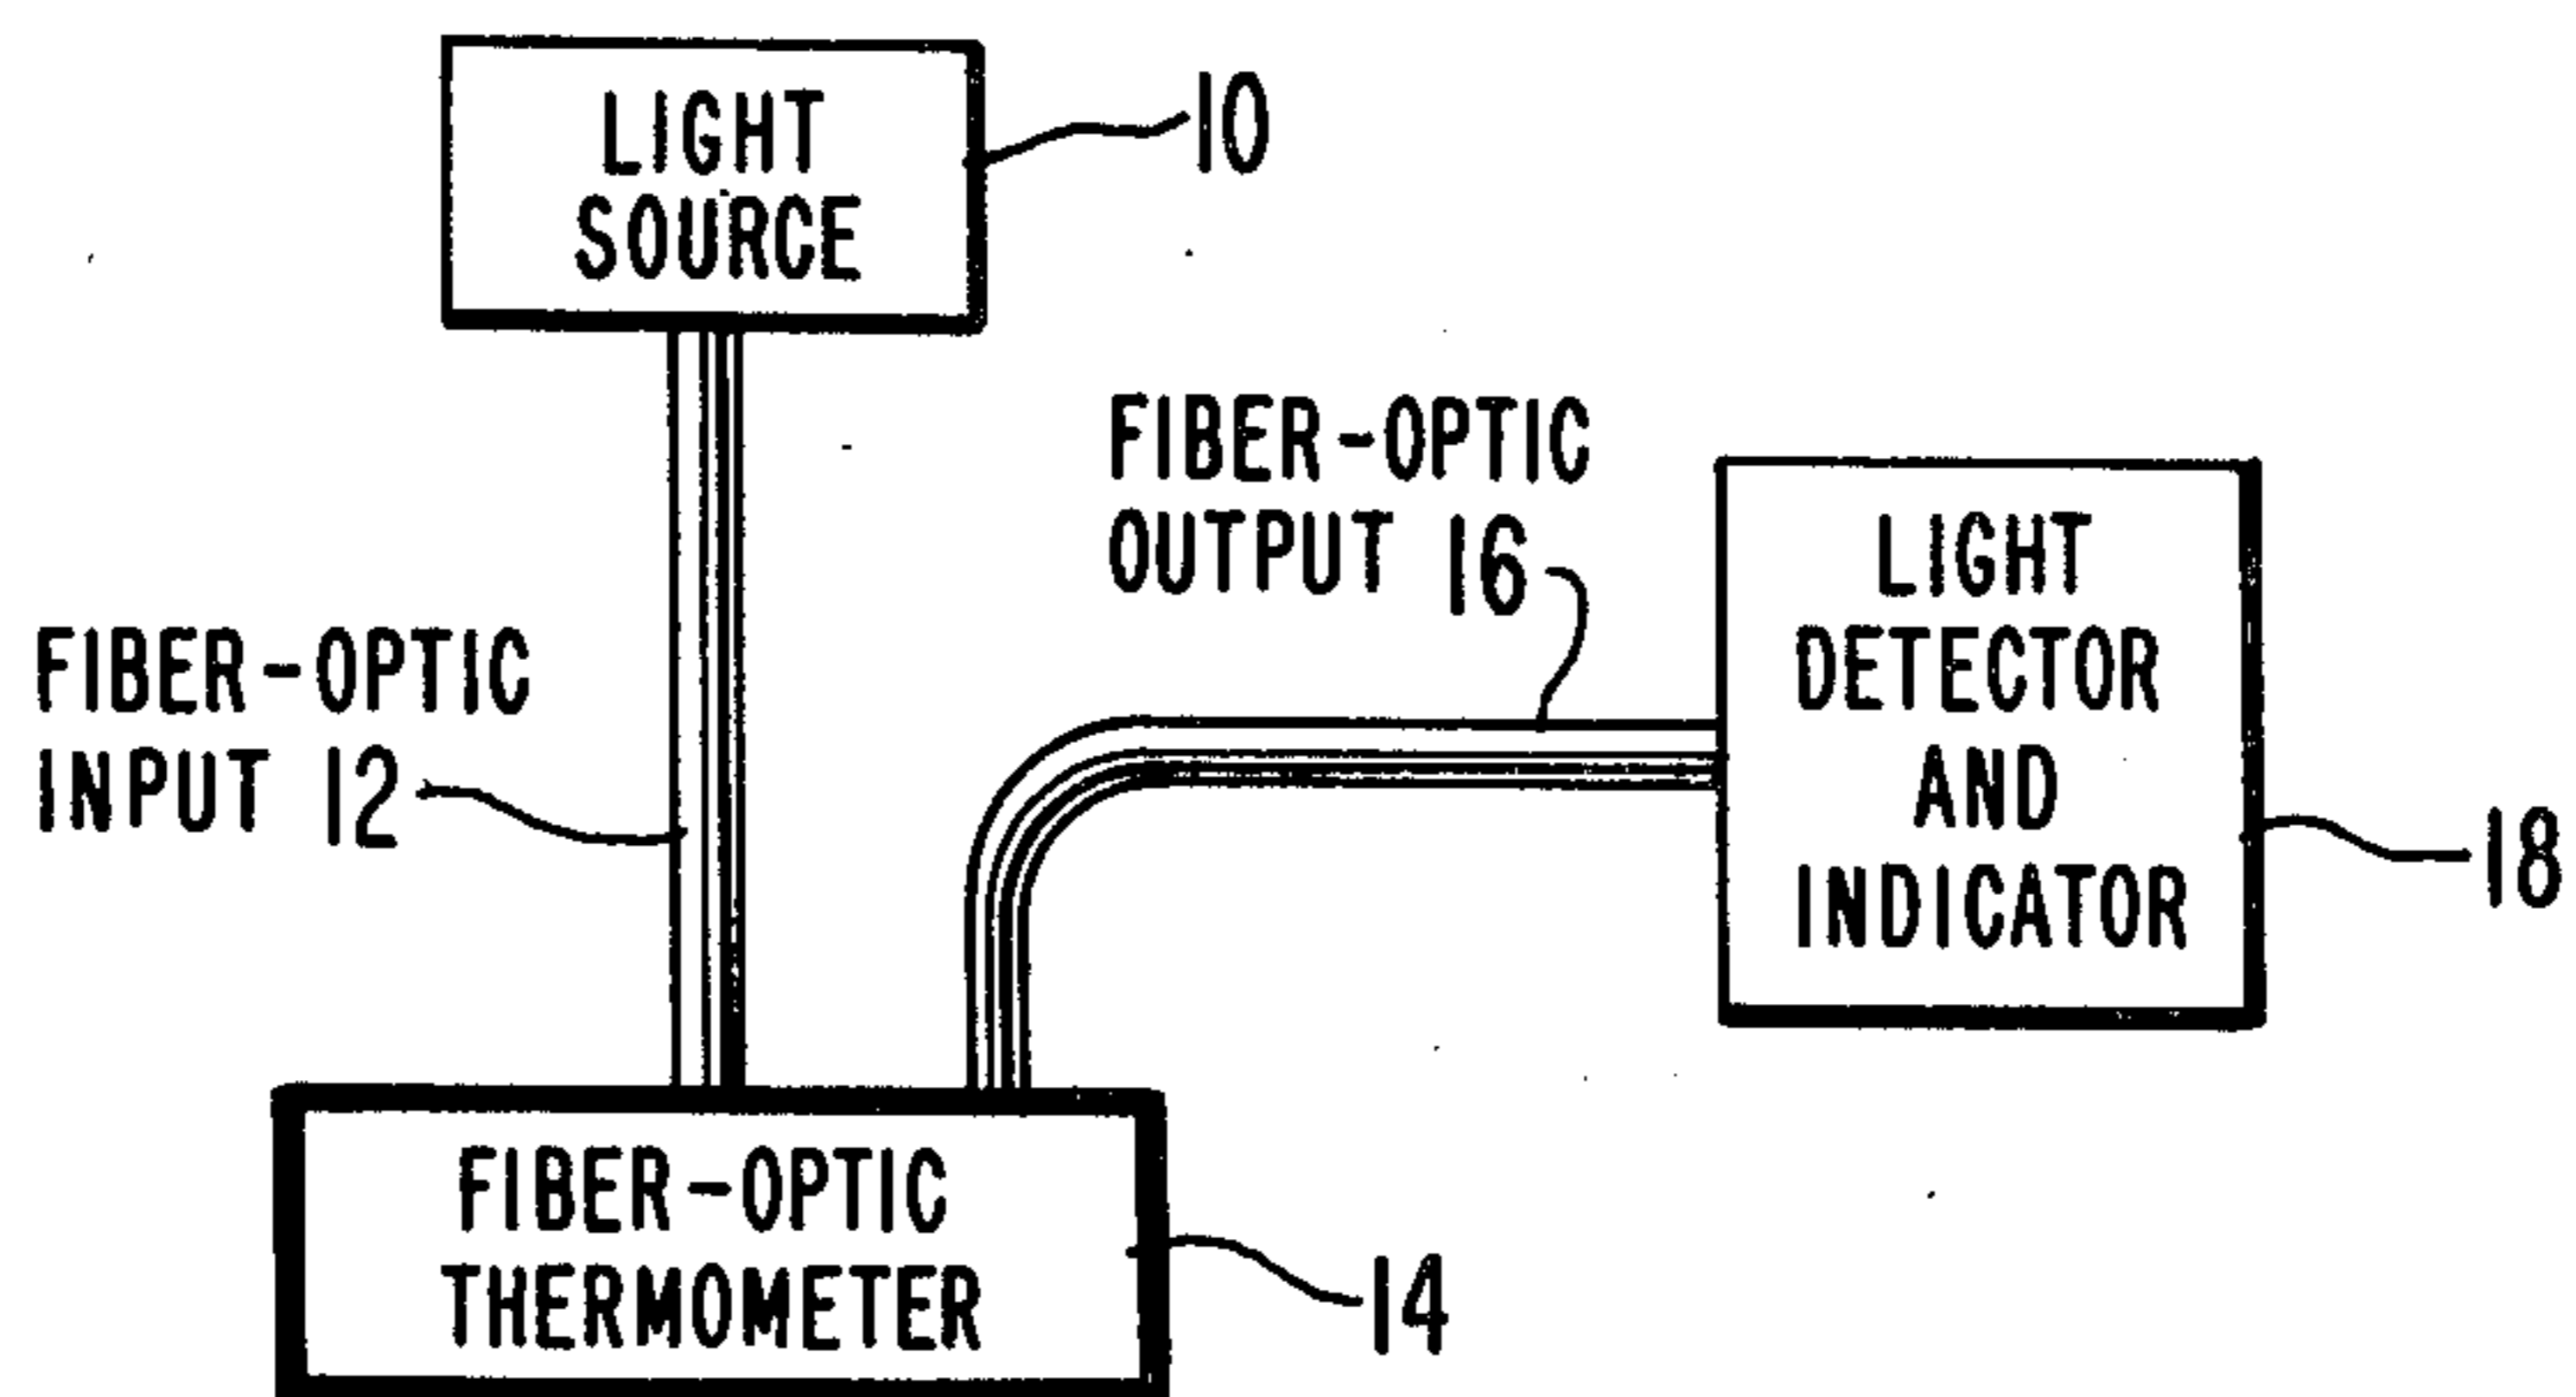 LIGHT
SOURCE
10
FIBER-OPTIC
OUTPUT 16
LIGHT
DETECTOR
AND
INDICATOR
18
FIBER-OPTIC
INPUT 12
FIBER-OPTIC
THERMOMETER
14